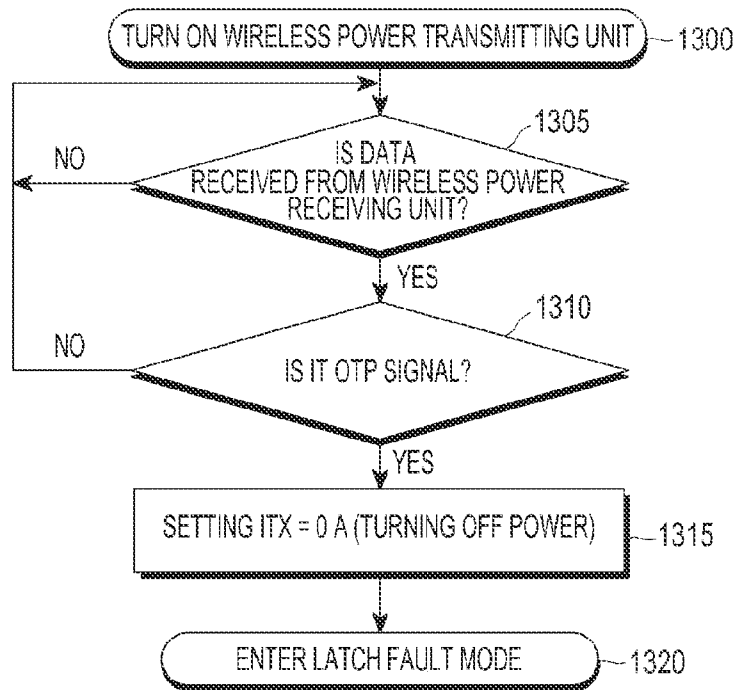 TURN ON WIRELESS POWER TRANSMITTING UNIT
1300
1305
IS DATA
RECEIVED FROM WIRELESS POWER
RECEIVING UNIT?
NO
YES
1310
NO
IS IT OTP SIGNAL?
YES
SETTING ITX = 0 A (TURNING OFF POWER)
1315
ENTER LATCH FAULT MODE
1320